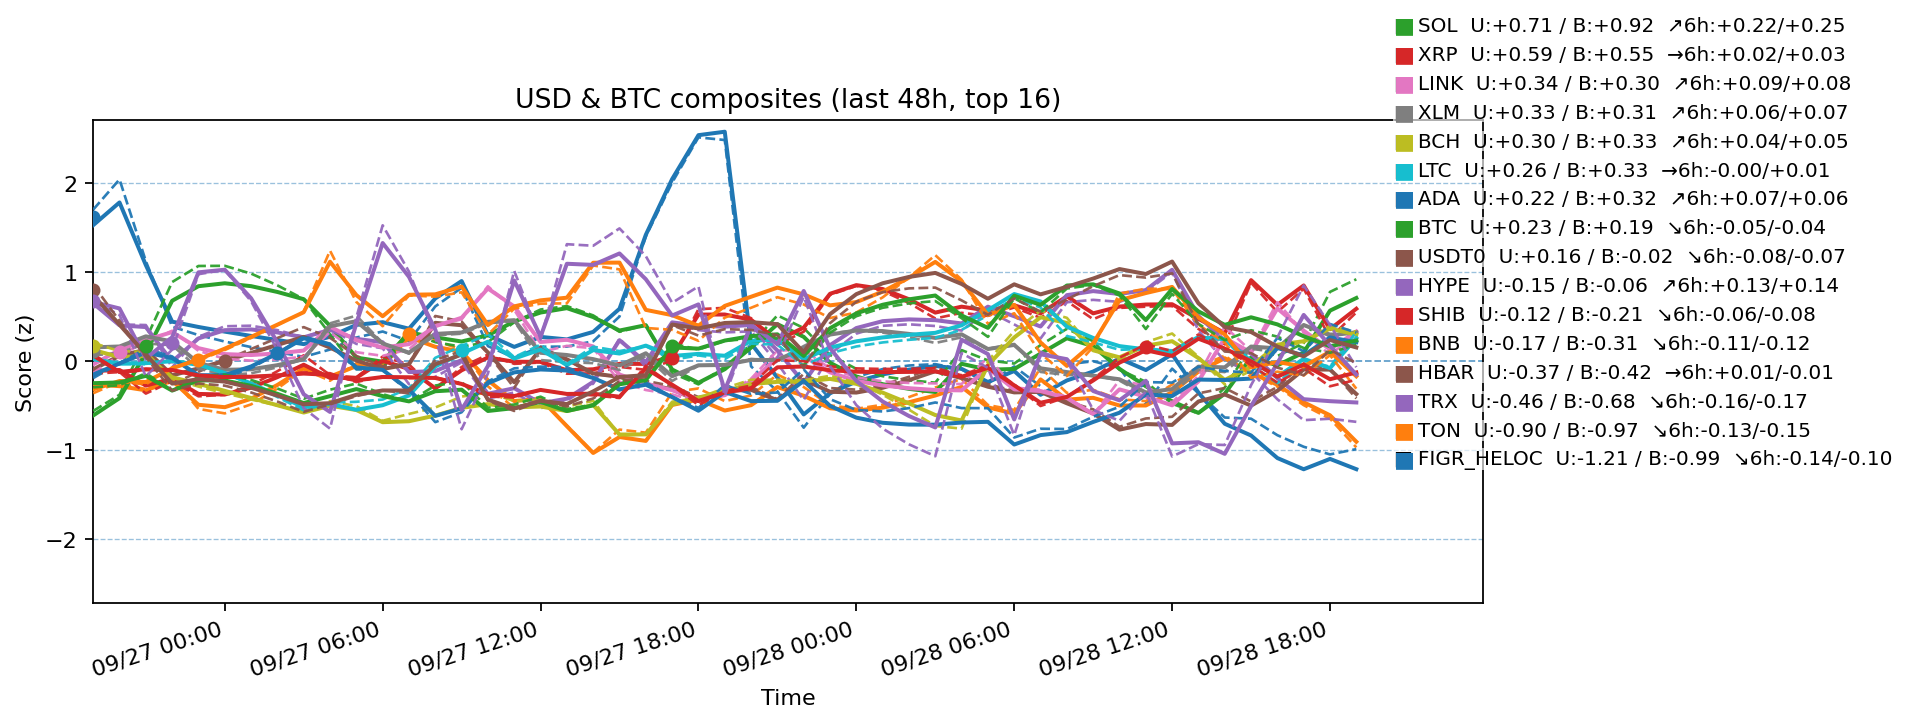 USD & BTC composites (last 48h, top 16)
SOL U:+0.71 / B:+0.92 ↗6h:+0.22/+0.25
XRP U:+0.59 / B:+0.55 →6h:+0.02/+0.03
LINK U:+0.34 / B:+0.30 ↗6h:+0.09/+0.08
XLM U:+0.33 / B:+0.31 ↗6h:+0.06/+0.07
BCH U:+0.30 / B:+0.33 ↗6h:+0.04/+0.05
LTC U:+0.26 / B:+0.33 →6h:-0.00/+0.01
ADA U:+0.22 / B:+0.32 ↗6h:+0.07/+0.06
BTC U:+0.23 / B:+0.19 ↘6h:-0.05/-0.04
USDT0 U:+0.16 / B:-0.02 ↘6h:-0.08/-0.07
HYPE U:-0.15 / B:-0.06 ↗6h:+0.13/+0.14
SHIB U:-0.12 / B:-0.21 ↘6h:-0.06/-0.08
BNB U:-0.17 / B:-0.31 ↘6h:-0.11/-0.12
HBAR U:-0.37 / B:-0.42 →6h:+0.01/-0.01
TRX U:-0.46 / B:-0.68 ↘6h:-0.16/-0.17
TON U:-0.90 / B:-0.97 ↘6h:-0.13/-0.15
FIGR_HELOC U:-1.21 / B:-0.99 ↘6h:-0.14/-0.10
Score (z)
2
1
0
−1
−2
09/27 00:00
09/27 06:00
09/27 12:00
09/27 18:00
09/28 00:00
09/28 06:00
09/28 12:00
09/28 18:00
Time